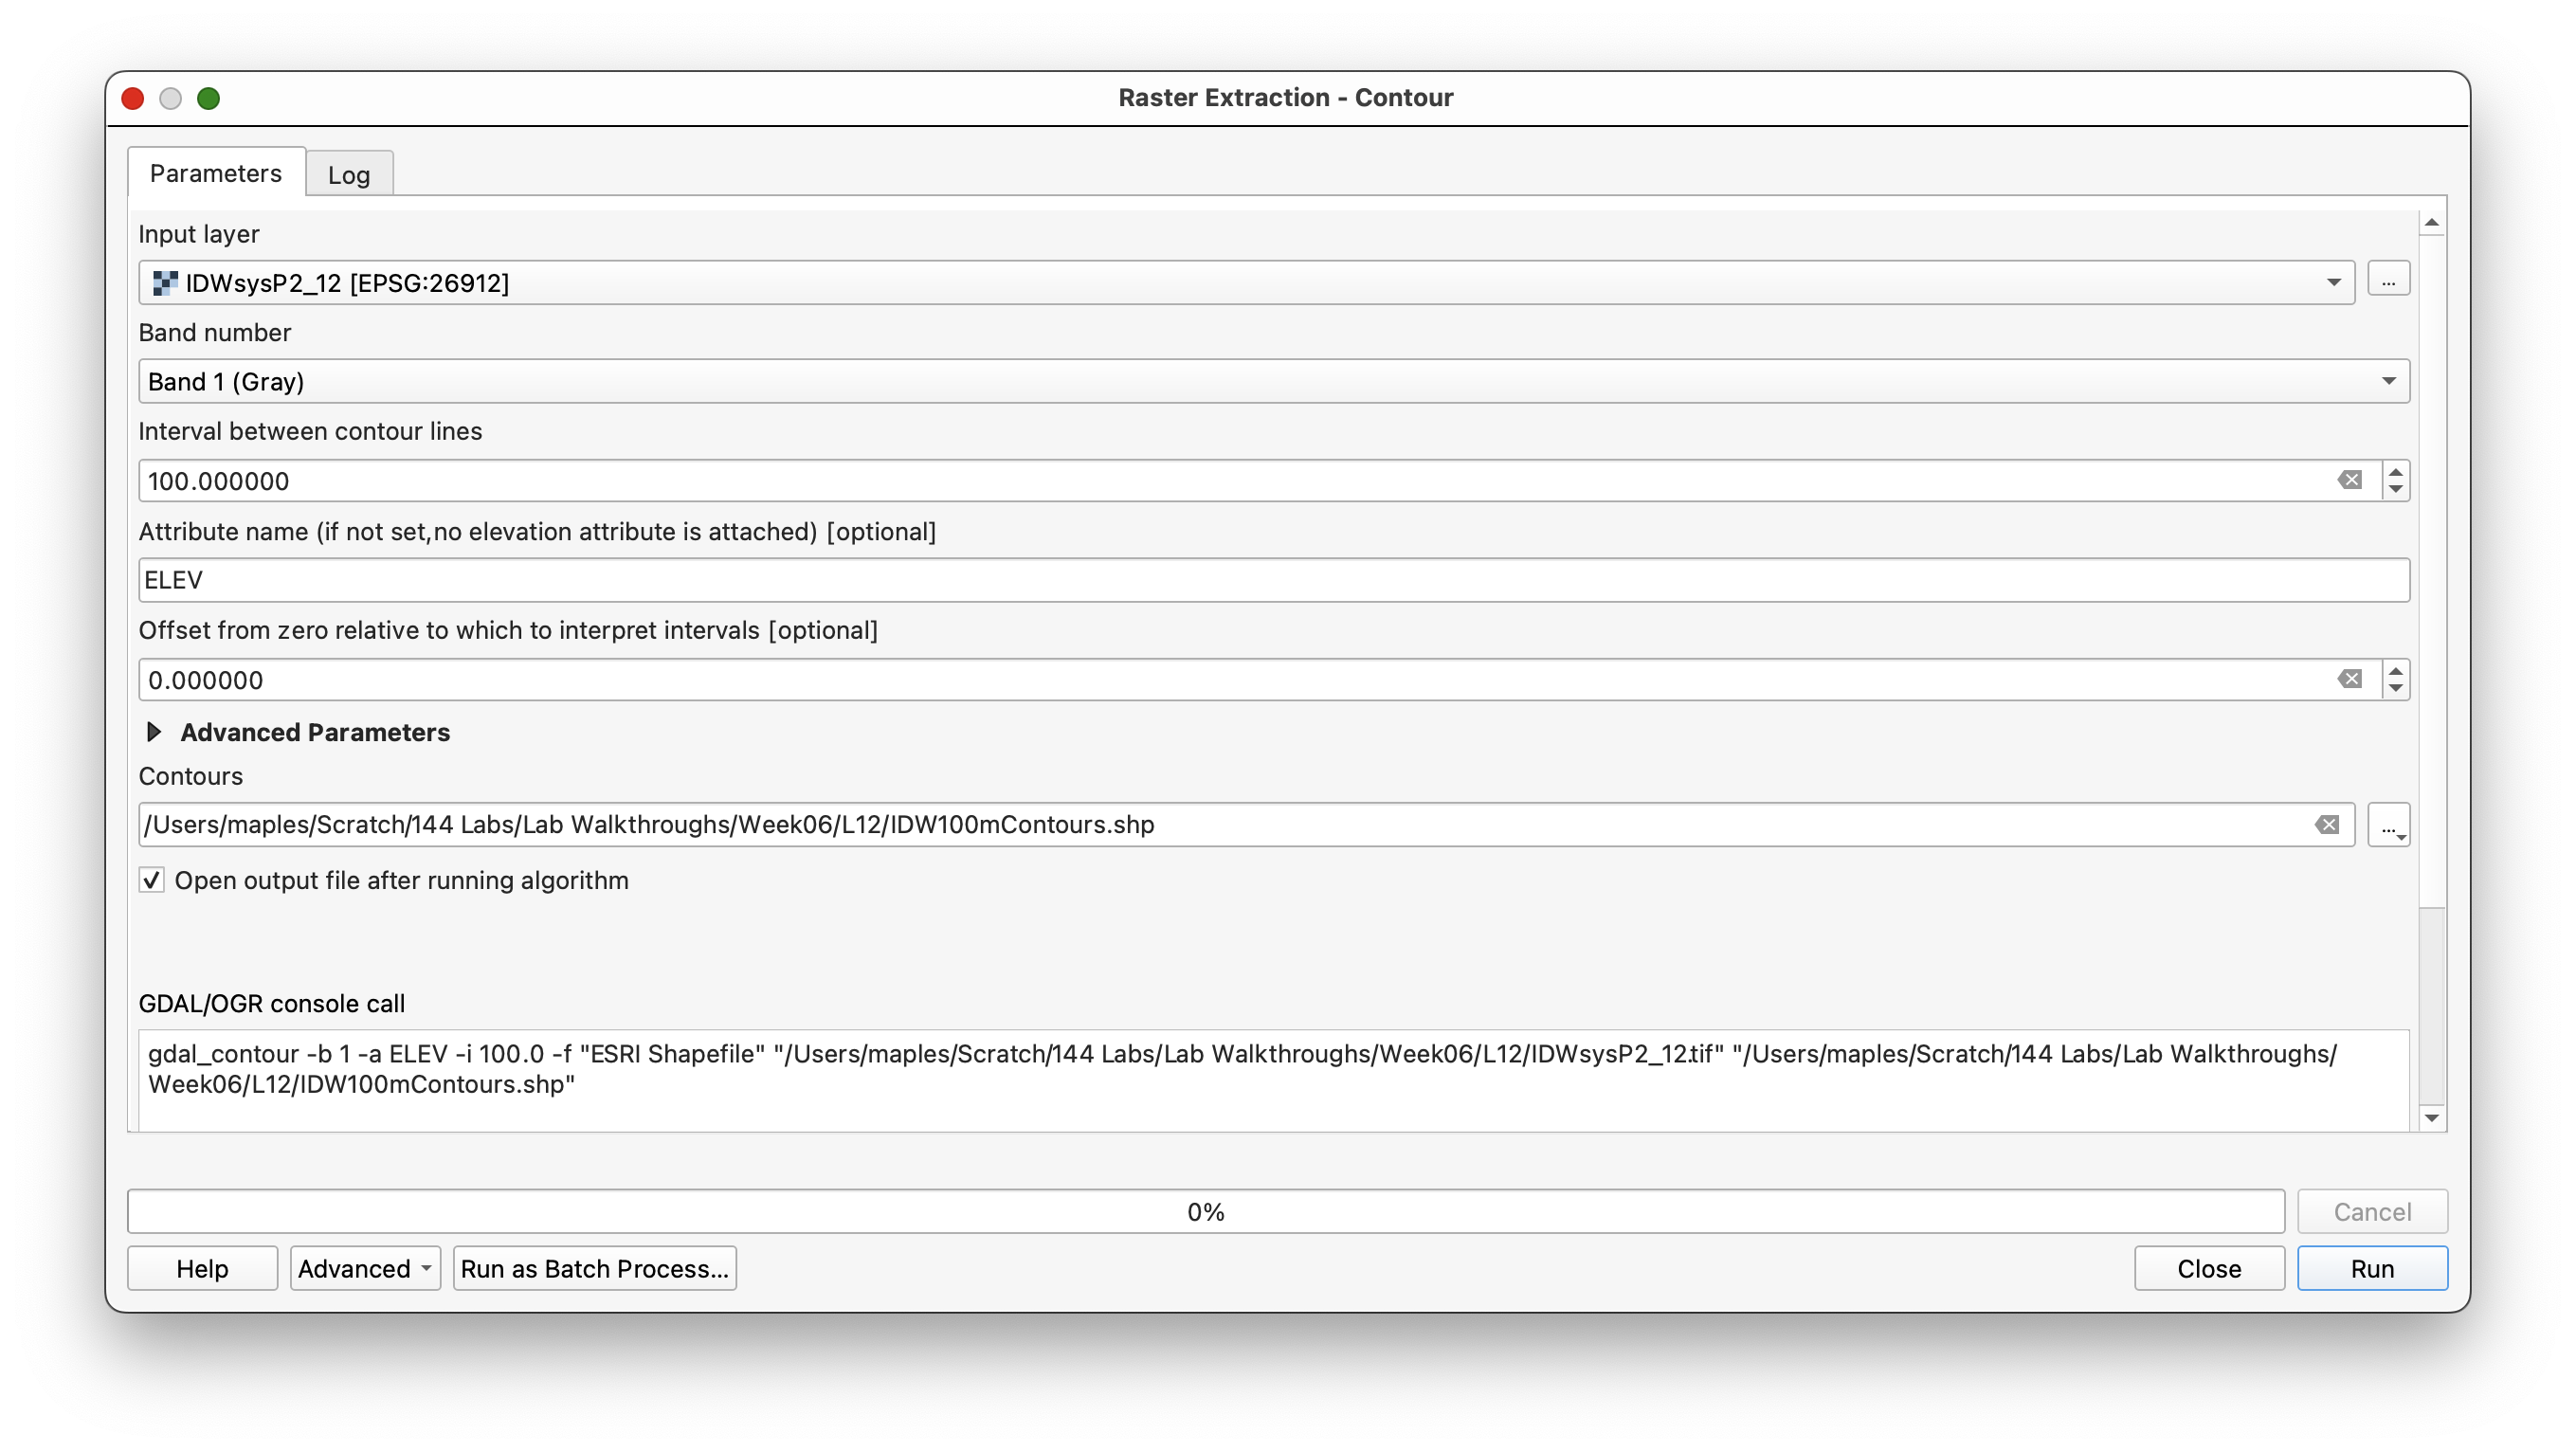 Raster Extraction - Contour
Parameters
Log
Input layer
IDWsysP2_12 [EPSG:26912]
...
Band number
Band 1 (Gray)
Interval between contour lines
100.000000
Attribute name (if not set,no elevation attribute is attached) [optional]
ELEV
Offset from zero relative to which to interpret intervals [optional]
0.000000
Advanced Parameters
Contours
/Users/maples/Scratch/144 Labs/Lab Walkthroughs/Week06/L12/IDW100mContours.shp
...
Open output file after running algorithm
GDAL/OGR console call
gdal_contour -b 1 -a ELEV -i 100.0 -f "ESRI Shapefile" "/Users/maples/Scratch/144 Labs/Lab Walkthroughs/Week06/L12/IDWsysP2_12.tif" "/Users/maples/Scratch/144 Labs/Lab Walkthroughs/
Week06/L12/IDW100mContours.shp"
0%
Cancel
Help
Advanced
Run as Batch Process...
Close
Run